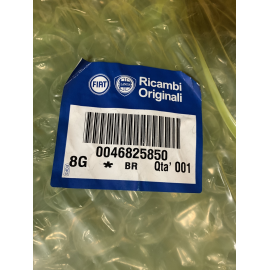 FIAT
LANCIA
Ricambi
Originali
0046825850
8G * BR Qta' 001